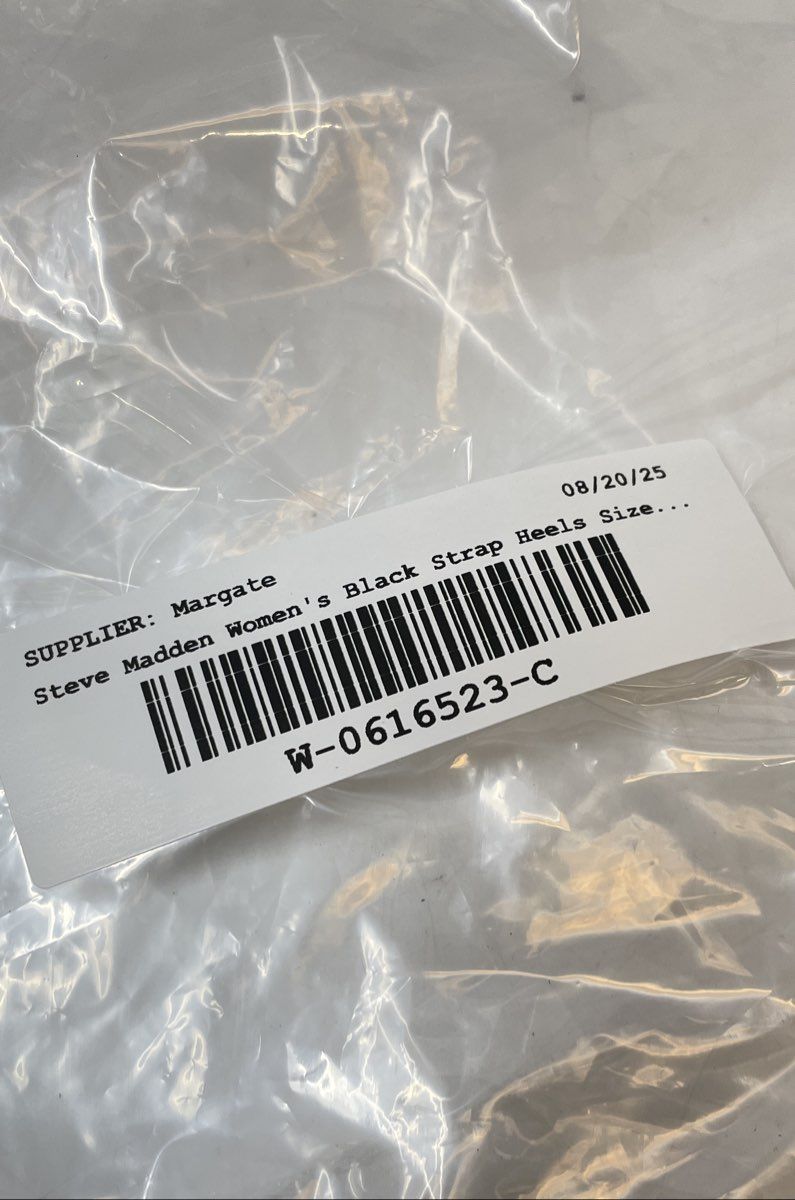 08/20/25
SUPPLIER: Margate
Steve Madden Women's Black Strap Heels Size...
W-0616523-C